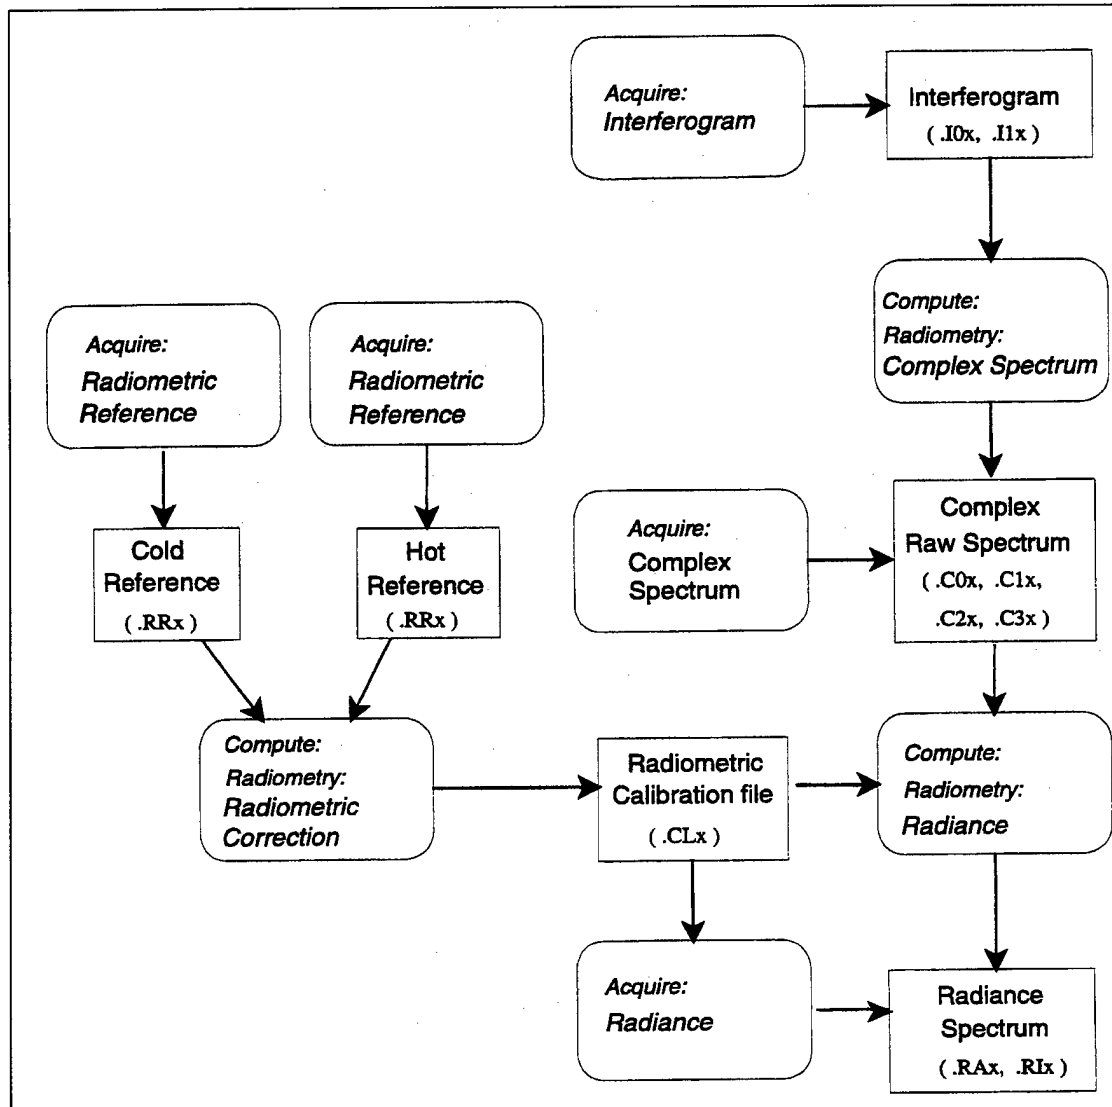 Acquire:
Interferogram
Interferogram
( .I0x, .I1x )
Compute:
Radiometry:
Complex Spectrum
Acquire:
Radiometric
Reference
Acquire:
Radiometric
Reference
Cold
Reference
( .RRx )
Hot
Reference
( .RRx )
Acquire:
Complex
Spectrum
Complex
Raw Spectrum
( .C0x, .C1x,
.C2x, .C3x )
Compute:
Radiometry:
Radiometric
Correction
Radiometric
Calibration file
( .CLx )
Compute:
Radiometry:
Radiance
Acquire:
Radiance
Radiance
Spectrum
( .RAx, .RIx )